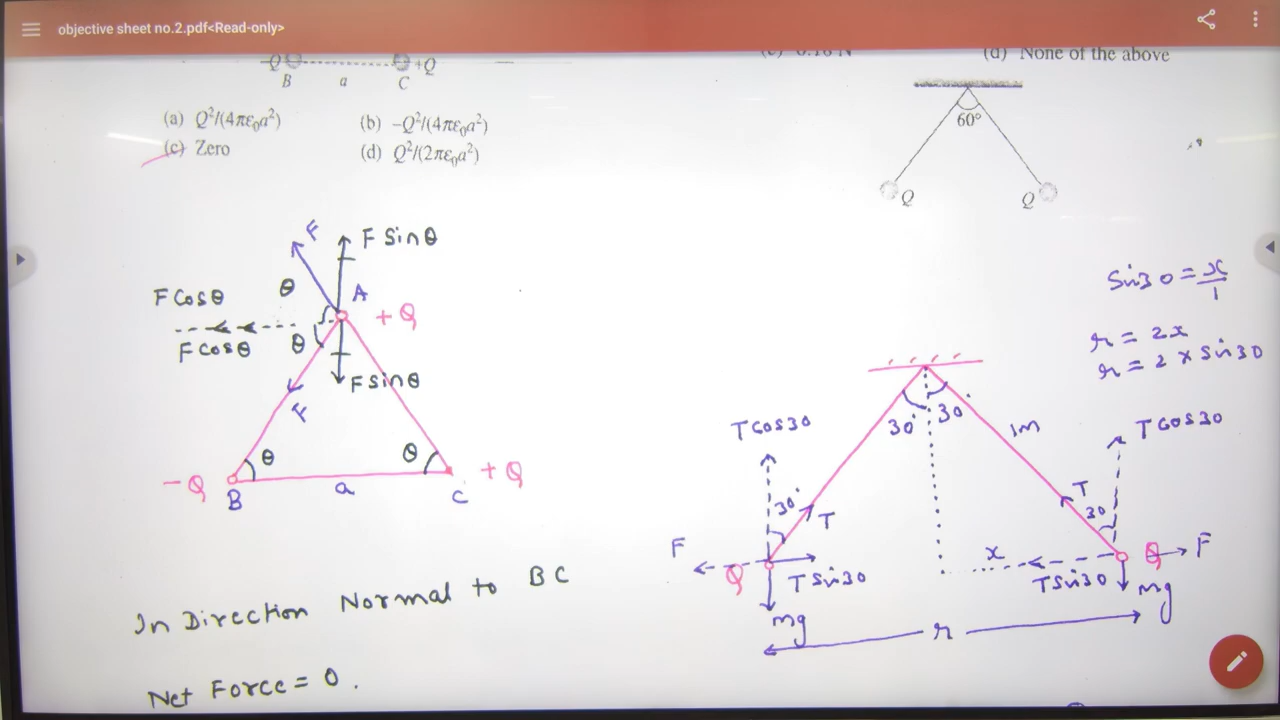 objective sheet no.2.pdf<Read-only>
-Q
+Q
B
a
C
(a) Q²/(4πε₀a²)
(b) -Q²/(4πε₀a²)
(c) Zero
(d) Q²/(2πε₀a²)
(d) None of the above
60°
Q
Q
F
F Sinθ
θ
A
F Cosθ
+Q
F Cosθ
θ
F Sinθ
F
θ
θ
-Q
+Q
B
a
C
In Direction Normal to BC
Net Force = 0.
Sin30 = x/1
r = 2x
r = 2 × Sin30
30°
30°
1m
T Cos30
T Cos30
30°
T
T
30
F
Q
T Sin30
x
T Sin30
Q
F
mg
mg
r